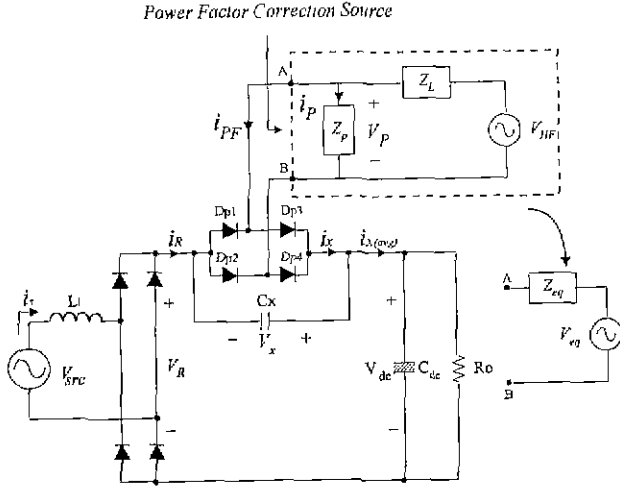 Power Factor Correction Source
A
Z_L
i_P
+
i_PF
Z_P
V_P
V_HF
−
B
Dp1
Dp3
i_R
i_X
i_X(avg)
Dp2
Dp4
A
Z_eq
Cx
i_s
L1
+
−
V_x
+
+
V_eq
V_src
V_R
V_dc
C_dc
Ro
B
−
−